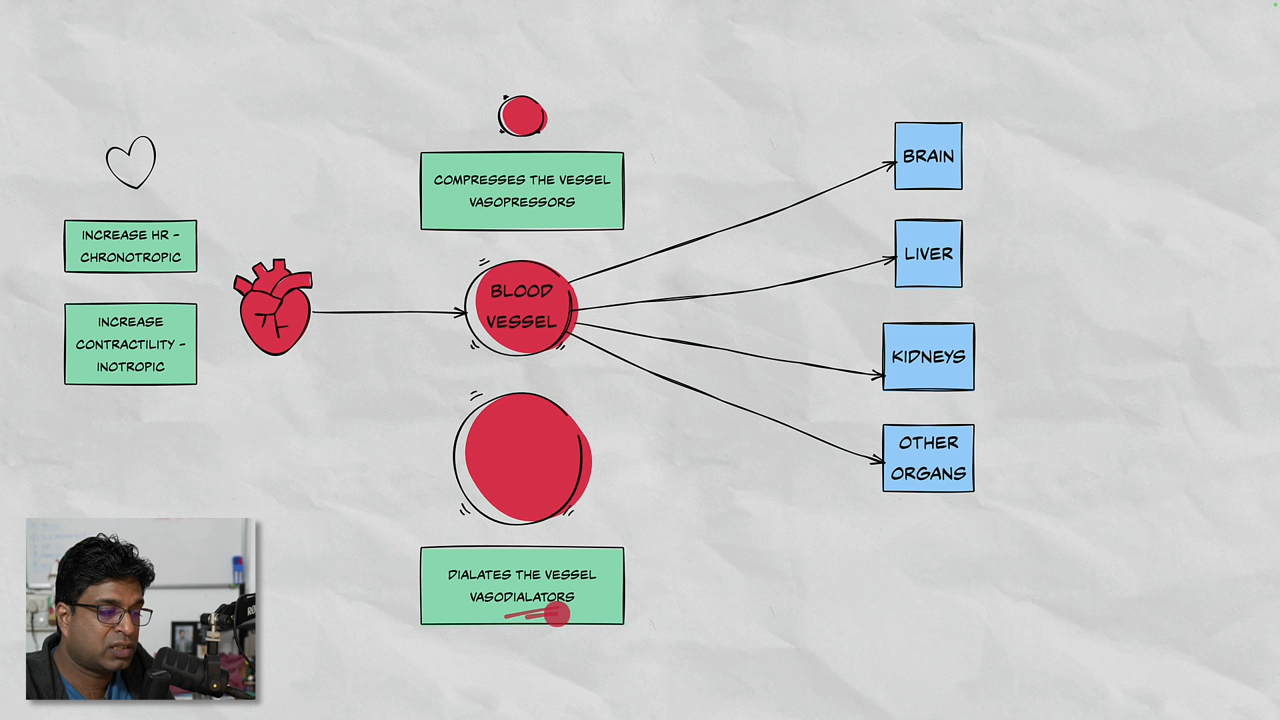 COMPRESSES THE VESSEL
VASOPRESSORS
INCREASE HR -
CHRONOTROPIC
INCREASE
CONTRACTILITY -
INOTROPIC
BLOOD
VESSEL
DIALATES THE VESSEL
VASODIALATORS
BRAIN
LIVER
KIDNEYS
OTHER
ORGANS